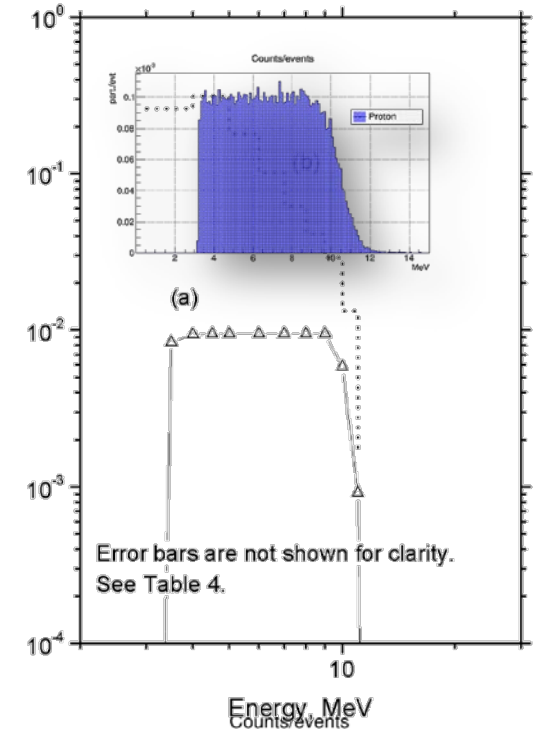 10⁰
Counts/events
×10⁻³
part./ent
0.1
Proton
0.08
(b)
10⁻¹
0.06
0.04
0.02
0
2 4 6 8 10 12 14
MeV
(a)
10⁻²
10⁻³
Error bars are not shown for clarity.
See Table 4.
10⁻⁴
10
Energy, MeV
Counts/events